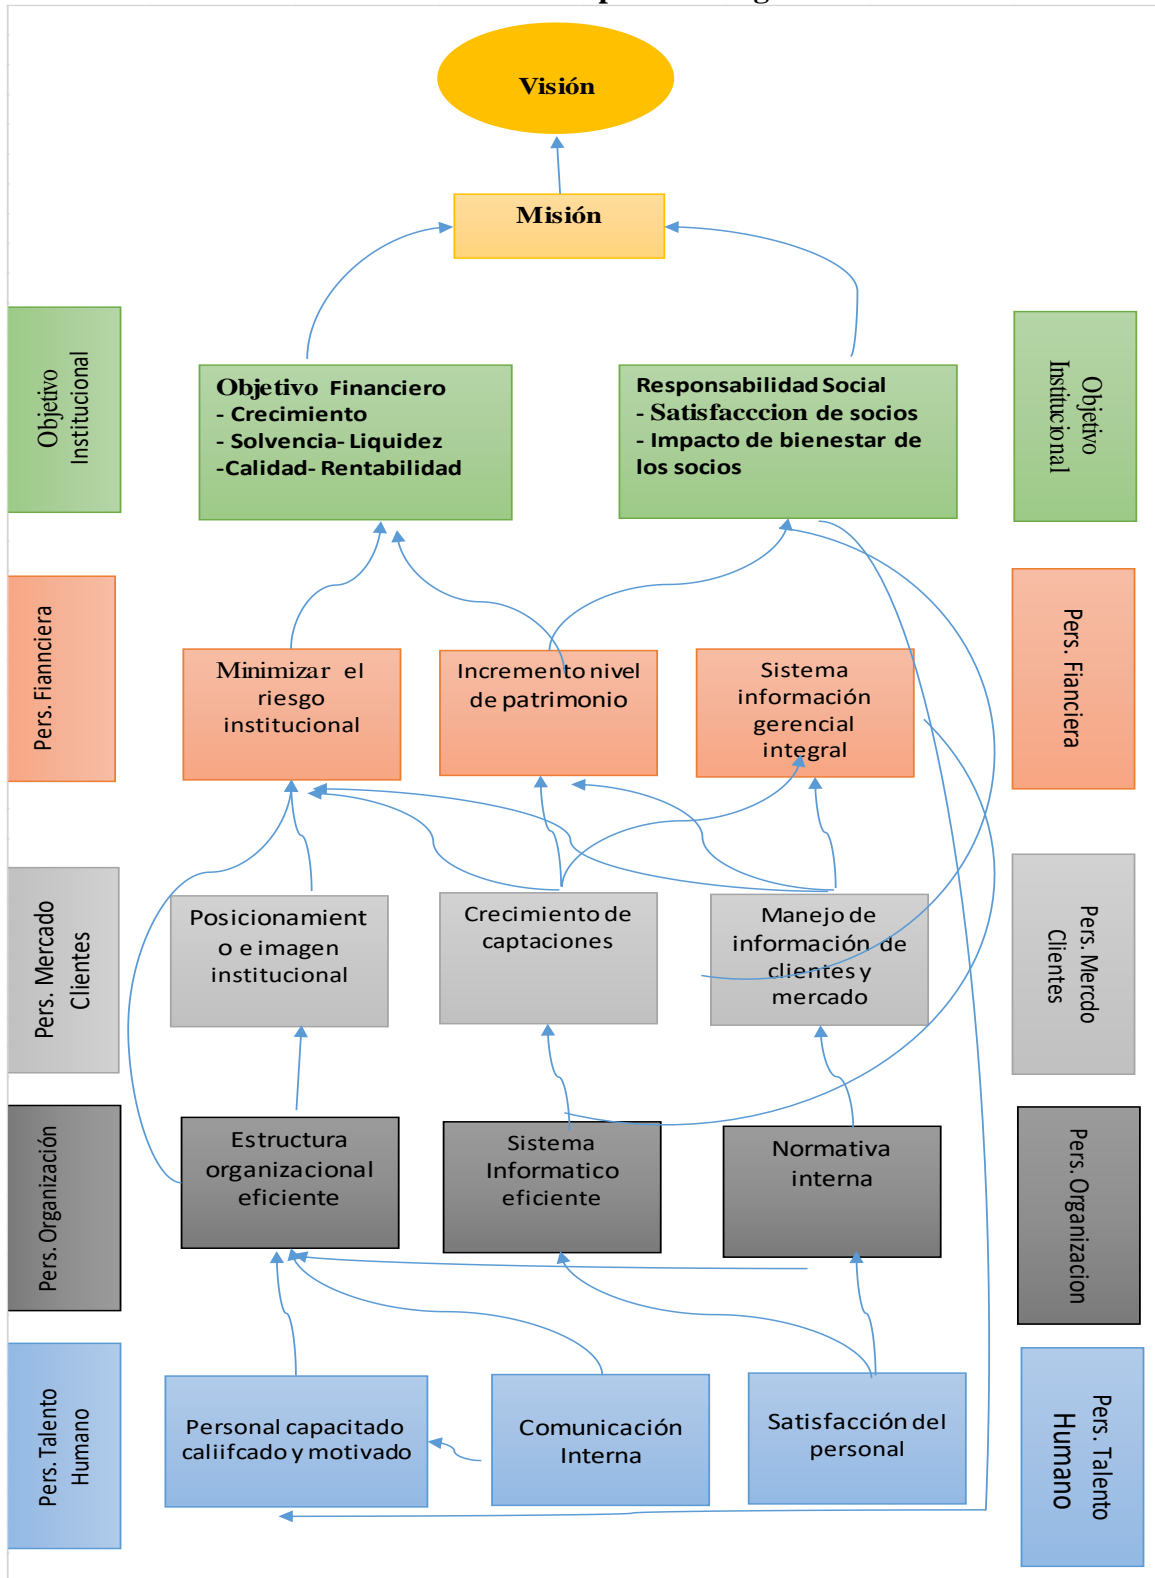 Visión
Misión
Objetivo
Institucional
Objetivo Financiero
- Crecimiento
- Solvencia- Liquidez
-Calidad- Rentabilidad
Responsabilidad Social
- Satisfacccion de socios
- Impacto de bienestar de
los socios
Objetivo
Institucional
Pers. Fiannciera
Minimizar el
riesgo
institucional
Incremento nivel
de patrimonio
Sistema
información
gerencial
integral
Pers. Fianciera
Pers. Mercado
Clientes
Posicionamient
o e imagen
institucional
Crecimiento de
captaciones
Manejo de
información de
clientes y
mercado
Pers. Mercdo
Clientes
Pers. Organización
Estructura
organizacional
eficiente
Sistema
Informatico
eficiente
Normativa
interna
Pers. Organizacion
Pers. Talento
Humano
Personal capacitado
caliifcado y motivado
Comunicación
Interna
Satisfacción del
personal
Pers. Talento
Humano